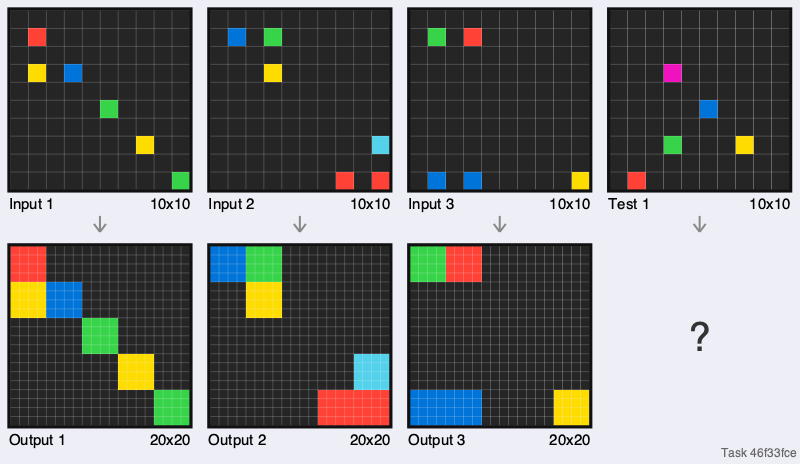 Input 1 10x10
Input 2 10x10
Input 3 10x10
Test 1 10x10
?
Output 1 20x20
Output 2 20x20
Output 3 20x20
Task 46f33fce